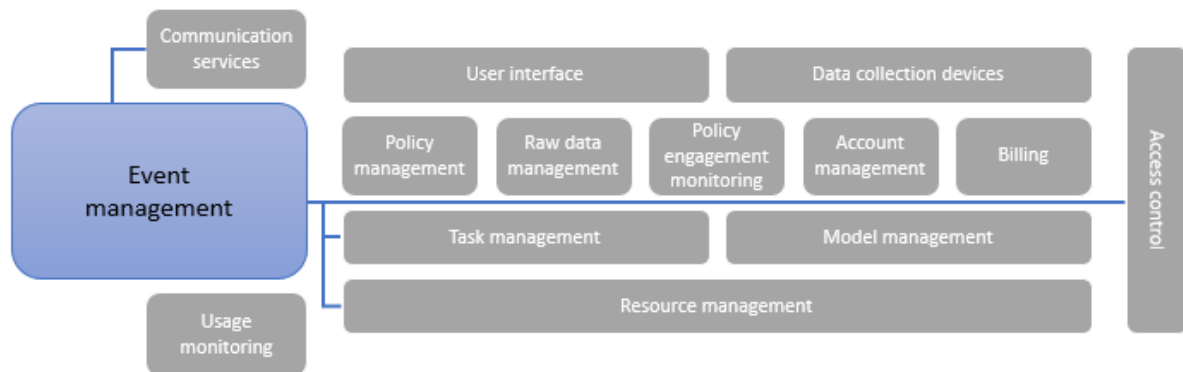 Communication
services
User interface
Data collection devices
Event
management
Policy
management
Raw data
management
Policy
engagement
monitoring
Account
management
Billing
Access control
Task management
Model management
Resource management
Usage
monitoring